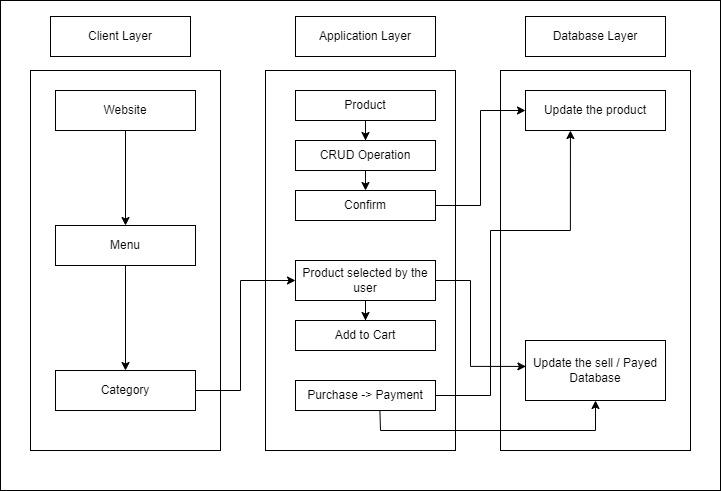 Client Layer
Application Layer
Database Layer
Website
Menu
Category
Product
CRUD Operation
Confirm
Product selected by the
user
Add to Cart
Purchase -> Payment
Update the product
Update the sell / Payed
Database